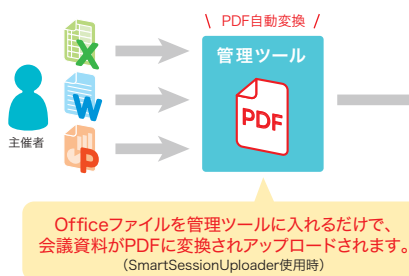 \ PDF自動変換 /
管理ツール
X
W
P
PDF
主催者
Officeファイルを管理ツールに入れるだけで、
会議資料がPDFに変換されアップロードされます。
(SmartSessionUploader使用時)